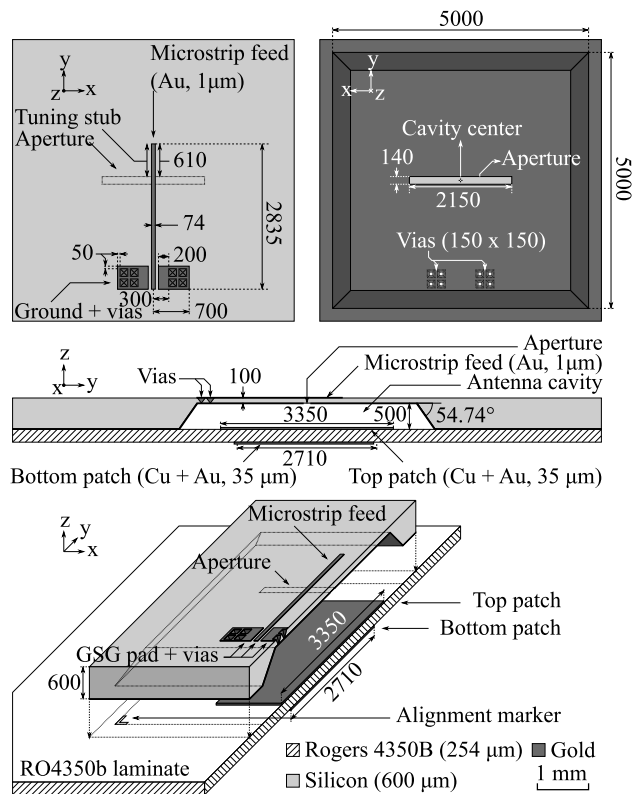 Microstrip feed
(Au, 1μm)
y
z x
Tuning stub
Aperture
610
74
2835
50
200
300
700
Ground + vias
5000
y
x z
Cavity center
140
Aperture
2150
Vias (150 x 150)
5000
z
x y
Vias
100
Aperture
Microstrip feed (Au, 1μm)
Antenna cavity
3350
500
54.74°
2710
Bottom patch (Cu + Au, 35 μm)
Top patch (Cu + Au, 35 μm)
z
y
x
Microstrip feed
Aperture
Top patch
3350
Bottom patch
GSG pad + vias
2710
600
Alignment marker
RO4350b laminate
Rogers 4350B (254 μm)
Gold
Silicon (600 μm)
1 mm